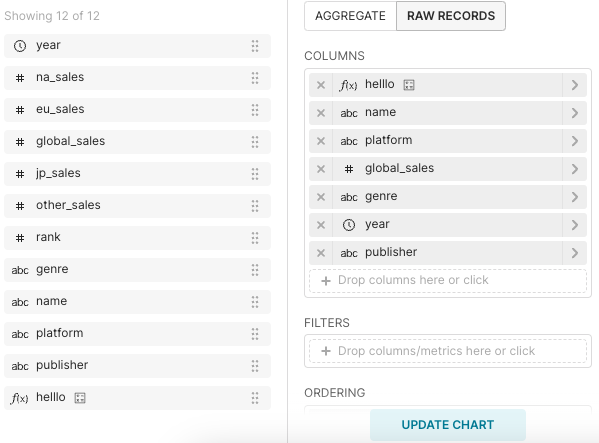 Showing 12 of 12
year
# na_sales
# eu_sales
# global_sales
# jp_sales
# other_sales
# rank
abc genre
abc name
abc platform
abc publisher
f(x) helllo
AGGREGATE RAW RECORDS
COLUMNS
× f(x) helllo
× abc name
× abc platform
× # global_sales
× abc genre
× year
× abc publisher
+ Drop columns here or click
FILTERS
+ Drop columns/metrics here or click
ORDERING
UPDATE CHART